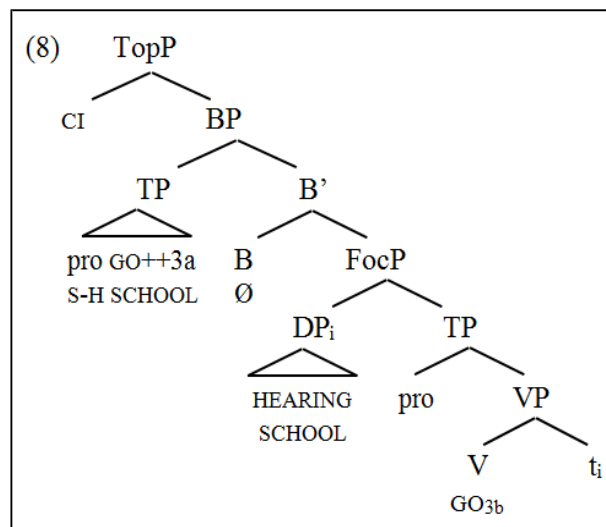 (8) TopP
CI BP
TP B’
pro GO++3a B FocP
S-H SCHOOL Ø
DPi TP
HEARING pro VP
SCHOOL
V ti
GO3b